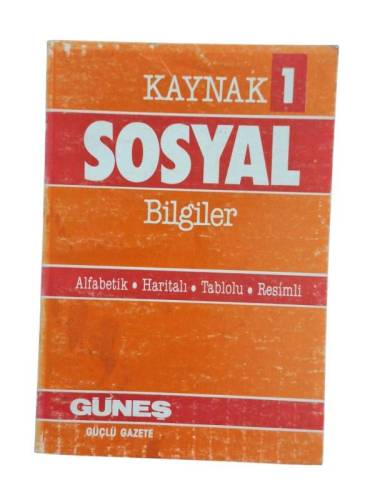 KAYNAK 1
SOSYAL
Bilgiler
Alfabetik • Haritalı • Tablolu • Resimli
GÜNEŞ
GÜÇLÜ GAZETE